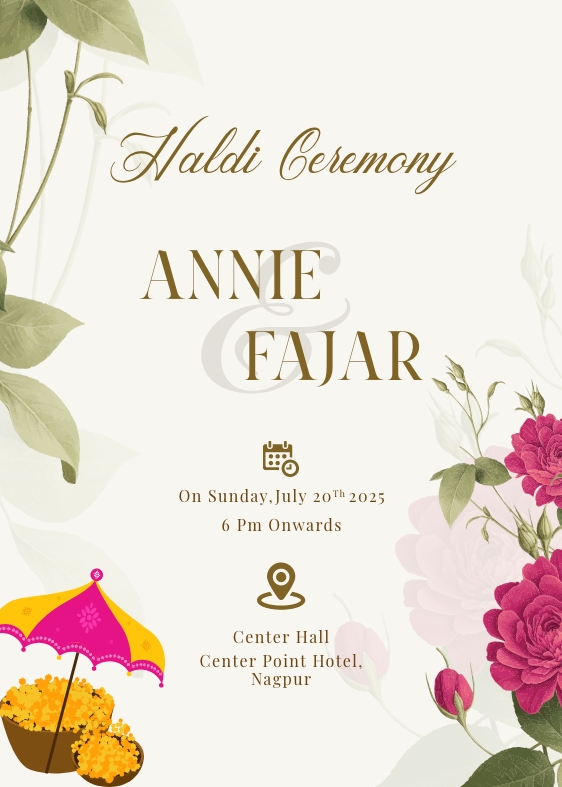 Haldi Ceremony
ANNIE
&
FAJAR
On Sunday,July 20Th 2025
6 Pm Onwards
Center Hall
Center Point Hotel,
Nagpur